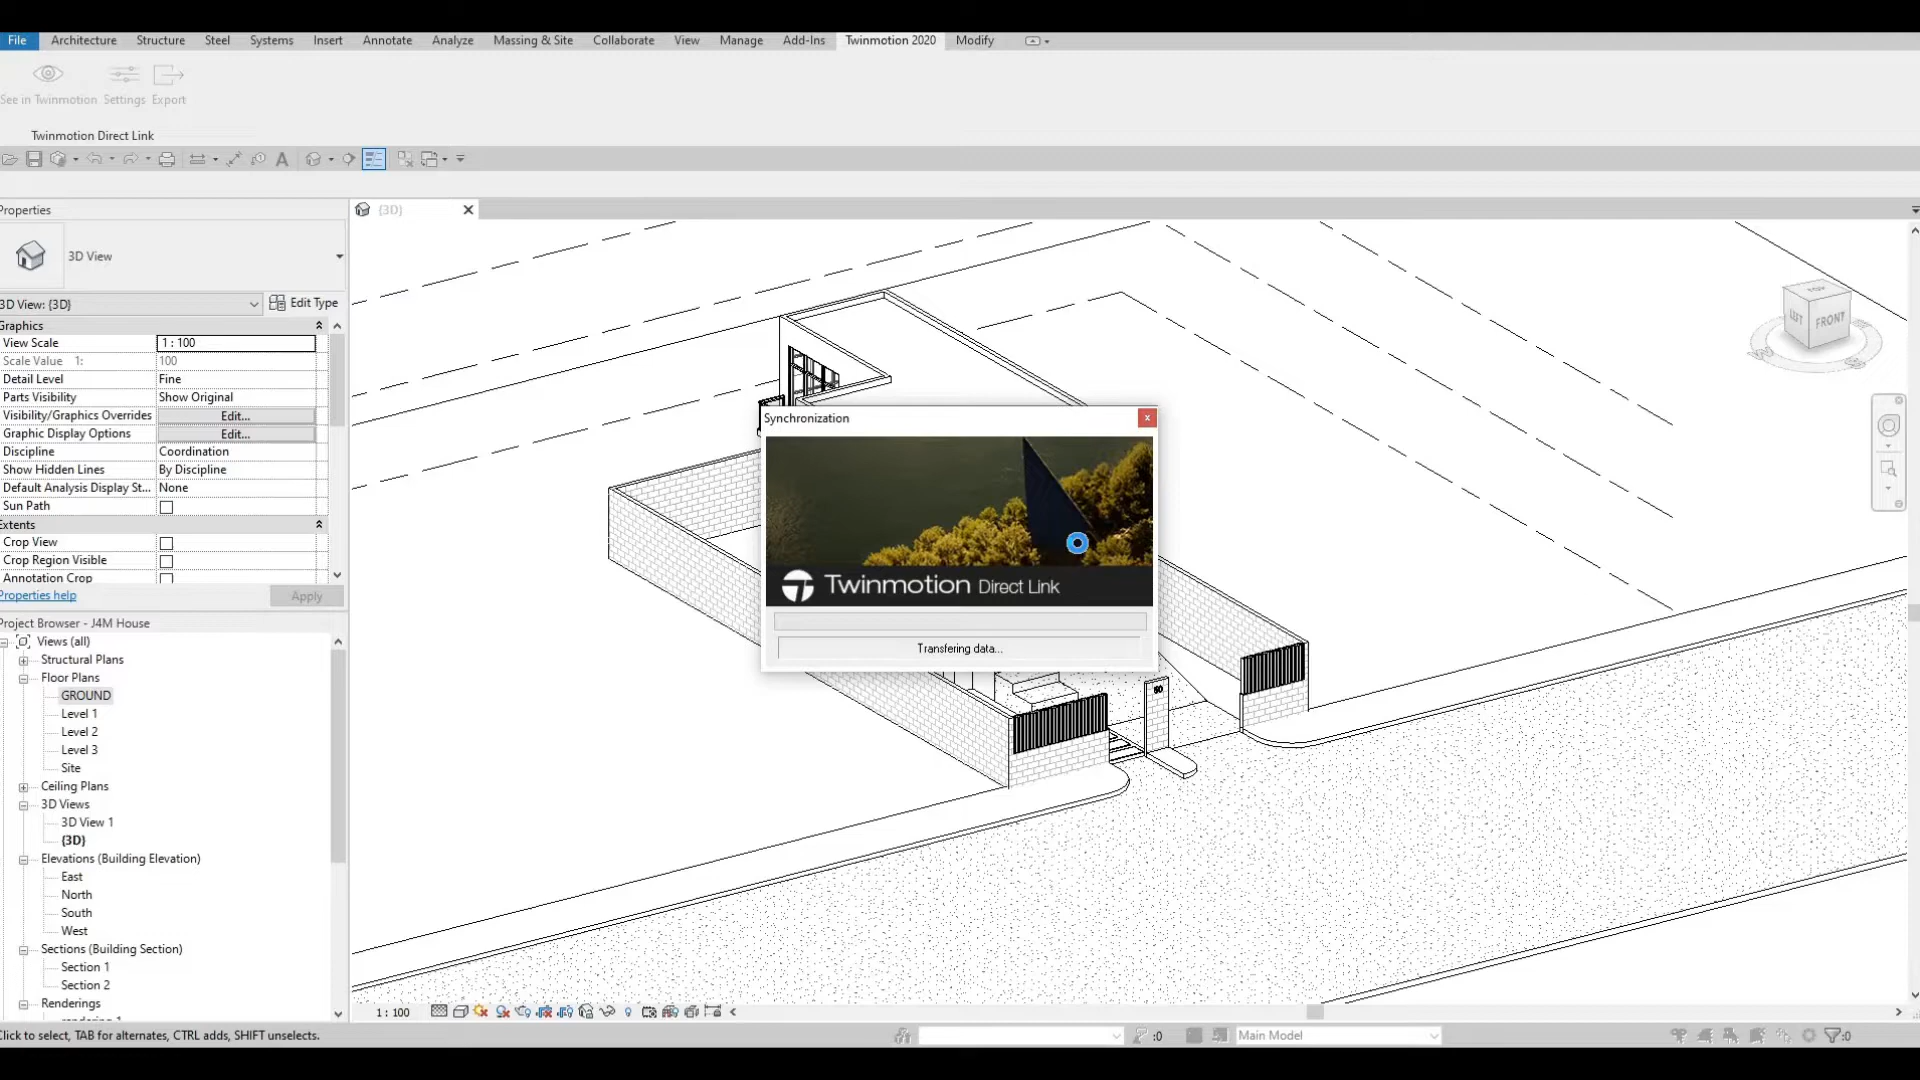 File Architecture Structure Steel Systems Insert Annotate Analyze Massing & Site Collaborate View Manage Add-Ins Twinmotion 2020 Modify
See in Twinmotion Settings Export
Twinmotion Direct Link
A
Properties
{3D}
3D View
3D View: {3D} Edit Type
Graphics
View Scale 1 : 100
Scale Value 1: 100
Detail Level Fine
Parts Visibility Show Original
Visibility/Graphics Overrides Edit...
Graphic Display Options Edit...
Discipline Coordination
Show Hidden Lines By Discipline
Default Analysis Display St... None
Sun Path
Extents
Crop View
Crop Region Visible
Annotation Crop
Properties help Apply
TOP
LEFT FRONT
W S
Synchronization
Twinmotion Direct Link
Transfering data...
50
Project Browser - J4M House
Views (all)
Structural Plans
Floor Plans
GROUND
Level 1
Level 2
Level 3
Site
Ceiling Plans
3D Views
3D View 1
{3D}
Elevations (Building Elevation)
East
North
South
West
Sections (Building Section)
Section 1
Section 2
Renderings
1 : 100
Click to select, TAB for alternates, CTRL adds, SHIFT unselects.
:0
Main Model
:0